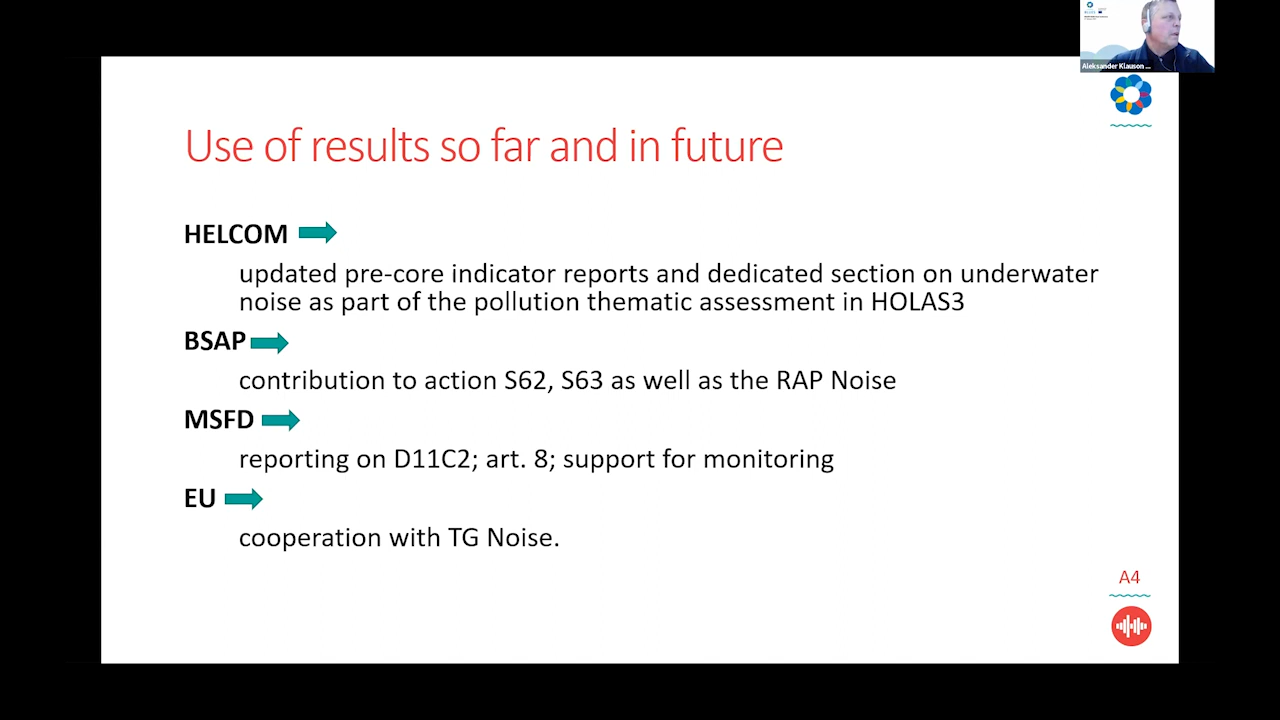 Aleksander Klauson ...
Use of results so far and in future
HELCOM
updated pre-core indicator reports and dedicated section on underwater
noise as part of the pollution thematic assessment in HOLAS3
BSAP
contribution to action S62, S63 as well as the RAP Noise
MSFD
reporting on D11C2; art. 8; support for monitoring
EU
cooperation with TG Noise.
A4